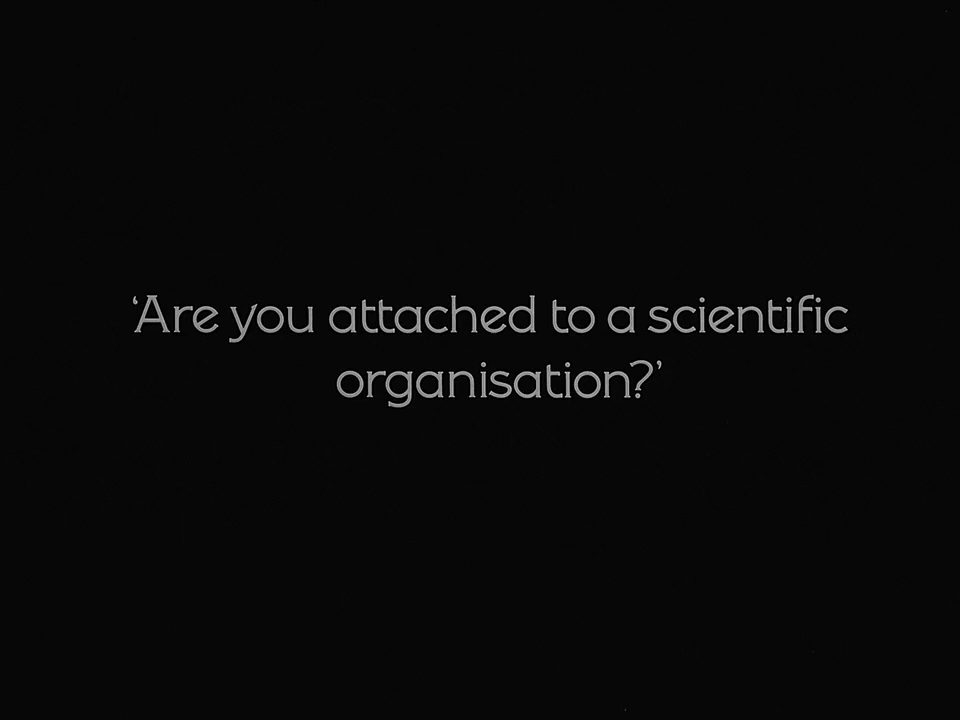 ‘Are you attached to a scientific
organisation?’